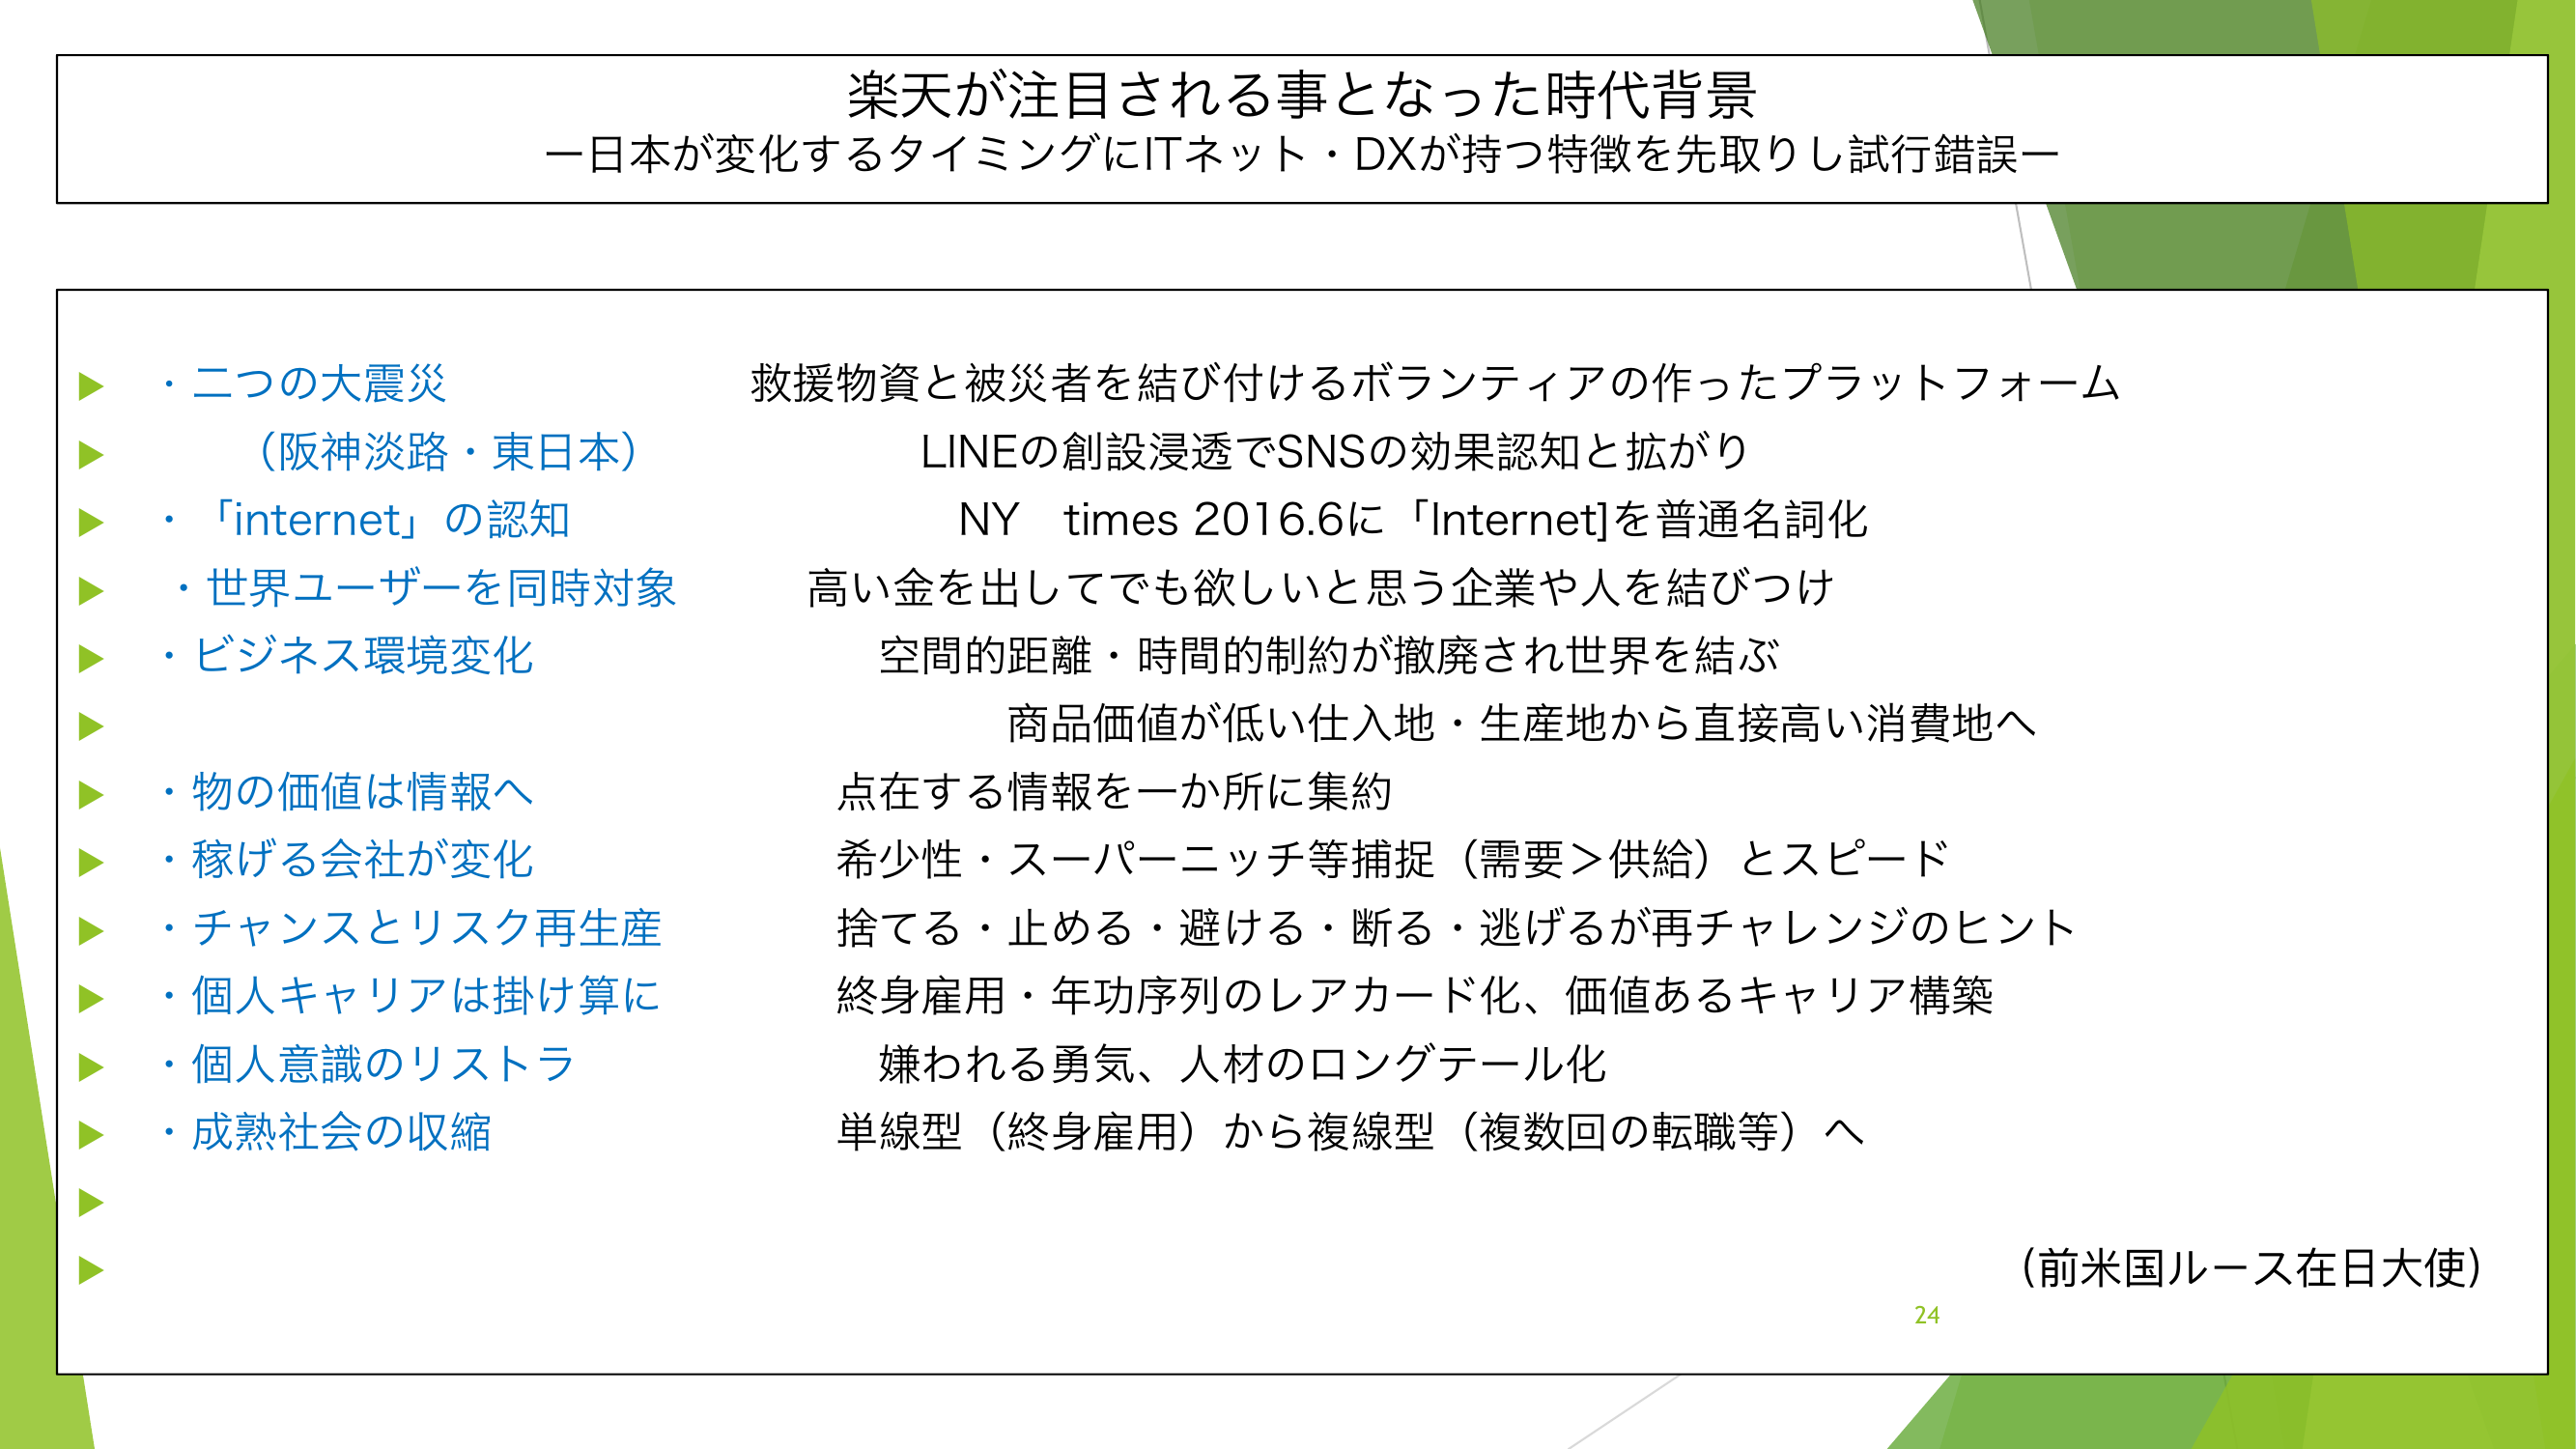 楽天が注目される事となった時代背景
ー日本が変化するタイミングにITネット・DXが持つ特徴を先取りし試行錯誤ー
・二つの大震災　救援物資と被災者を結び付けるボランティアの作ったプラットフォーム
（阪神淡路・東日本）　LINEの創設浸透でSNSの効果認知と拡がり
・「internet」の認知　NY　times 2016.6に「Internet]を普通名詞化
・世界ユーザーを同時対象　高い金を出してでも欲しいと思う企業や人を結びつけ
・ビジネス環境変化　空間的距離・時間的制約が撤廃され世界を結ぶ
商品価値が低い仕入地・生産地から直接高い消費地へ
・物の価値は情報へ　点在する情報を一か所に集約
・稼げる会社が変化　希少性・スーパーニッチ等捕捉（需要＞供給）とスピード
・チャンスとリスク再生産　捨てる・止める・避ける・断る・逃げるが再チャレンジのヒント
・個人キャリアは掛け算に　終身雇用・年功序列のレアカード化、価値あるキャリア構築
・個人意識のリストラ　嫌われる勇気、人材のロングテール化
・成熟社会の収縮　単線型（終身雇用）から複線型（複数回の転職等）へ
（前米国ルース在日大使）
24